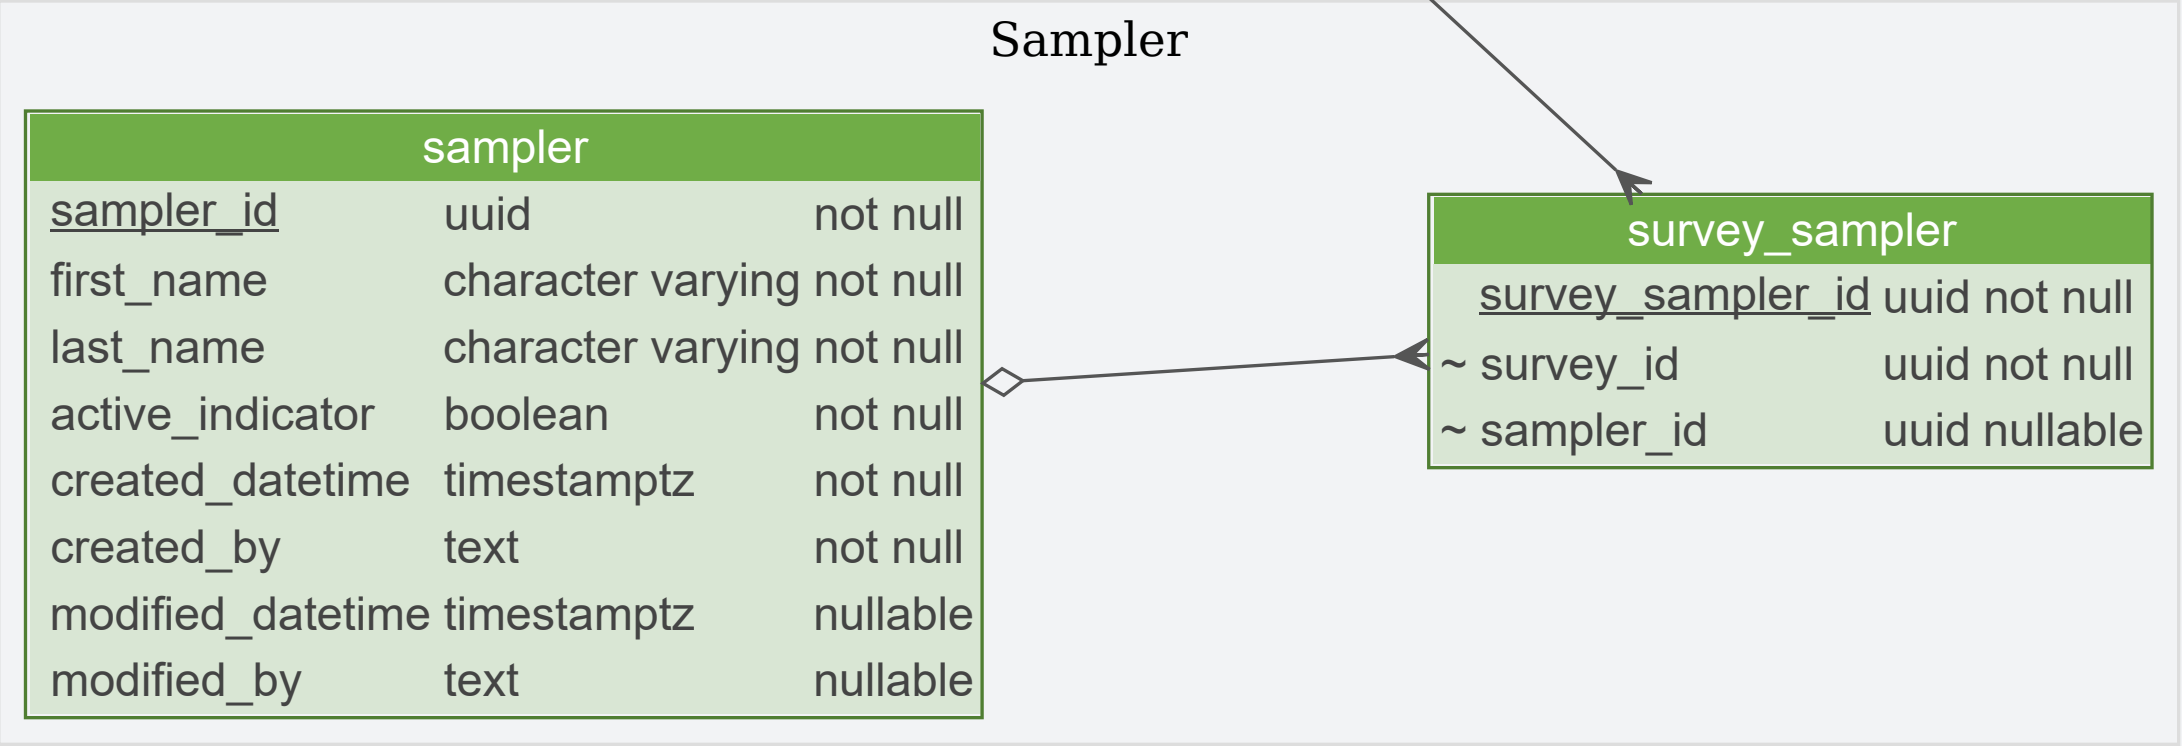 Sampler
sampler
sampler_id uuid not null
first_name character varying not null
last_name character varying not null
active_indicator boolean not null
created_datetime timestamptz not null
created_by text not null
modified_datetime timestamptz nullable
modified_by text nullable
survey_sampler
survey_sampler_id uuid not null
~ survey_id uuid not null
~ sampler_id uuid nullable